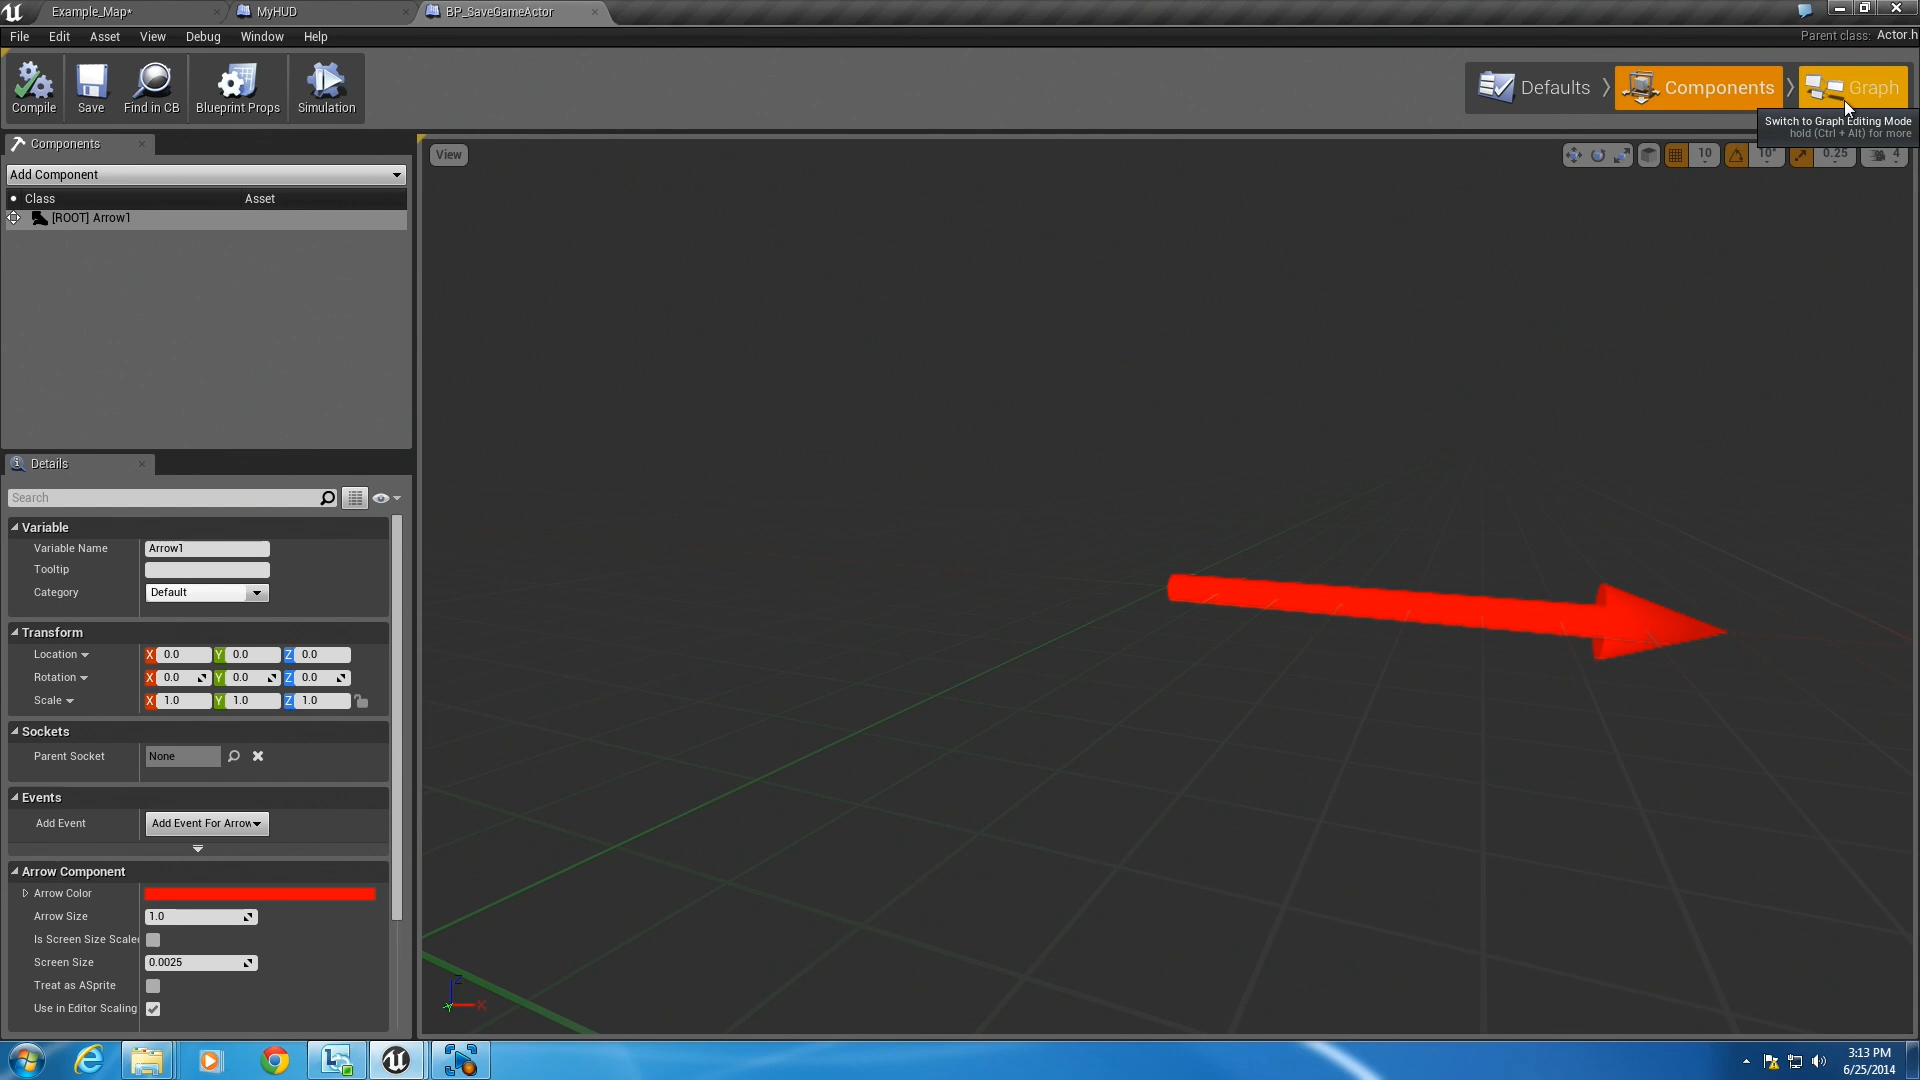 Example_Map*
MyHUD
BP_SaveGameActor
File Edit Asset View Debug Window Help
Parent class: Actor.h
Compile
Save
Find in CB
Blueprint Props
Simulation
Defaults
Components
Graph
Switch to Graph Editing Mode
hold (Ctrl + Alt) for more
Components
Add Component
Class Asset
[ROOT] Arrow1
View
10
10°
0.25
4
Details
Search
Variable
Variable Name Arrow1
Tooltip
Category Default
Transform
Location X 0.0 Y 0.0 Z 0.0
Rotation X 0.0 Y 0.0 Z 0.0
Scale X 1.0 Y 1.0 Z 1.0
Sockets
Parent Socket None
Events
Add Event Add Event For Arrow
Arrow Component
Arrow Color
Arrow Size 1.0
Is Screen Size Scale
Screen Size 0.0025
Treat as ASprite
Use in Editor Scaling
Z
X
3:13 PM
6/25/2014